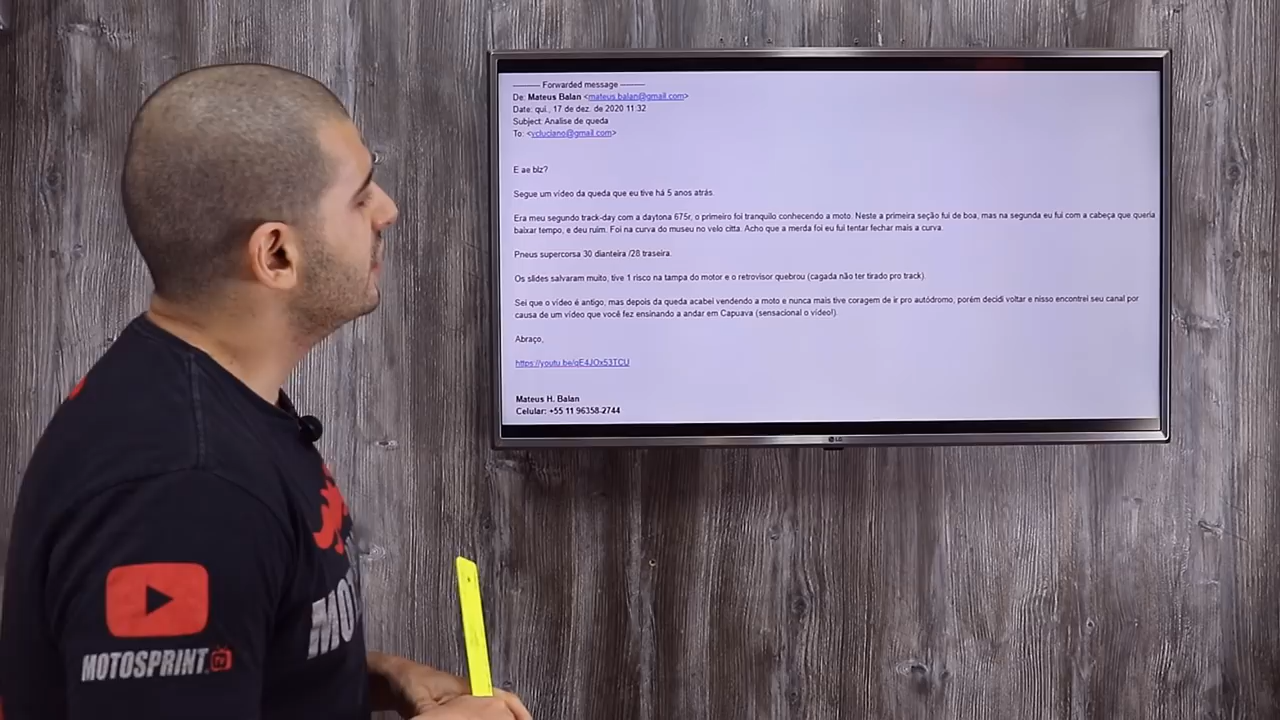 ---------- Forwarded message ---------
De: Mateus Balan <mateus.balan@gmail.com>
Date: qui., 17 de dez. de 2020 11:32
Subject: Analise de queda
To: <vcluciano@gmail.com>
E ae blz?
Segue um vídeo da queda que eu tive há 5 anos atrás.
Era meu segundo track-day com a daytona 675r, o primeiro foi tranquilo conhecendo a moto. Neste a primeira seção fui de boa, mas na segunda eu fui com a cabeça que queria
baixar tempo, e deu ruim. Foi na curva do museu no velo citta. Acho que a merda foi eu fui tentar fechar mais a curva.
Pneus supercorsa 30 dianteira /28 traseira.
Os slides salvaram muito, tive 1 risco na tampa do motor e o retrovisor quebrou (cagada não ter tirado pro track).
Sei que o vídeo é antigo, mas depois da queda acabei vendendo a moto e nunca mais tive coragem de ir pro autódromo, porém decidi voltar e nisso encontrei seu canal por
causa de um vídeo que você fez ensinando a andar em Capuava (sensacional o vídeo!).
Abraço,
https://youtu.be/qE4JOx53TCU
Mateus H. Balan
Celular: +55 11 96358-2744
LG
MOTOSPRINT TV
MOT